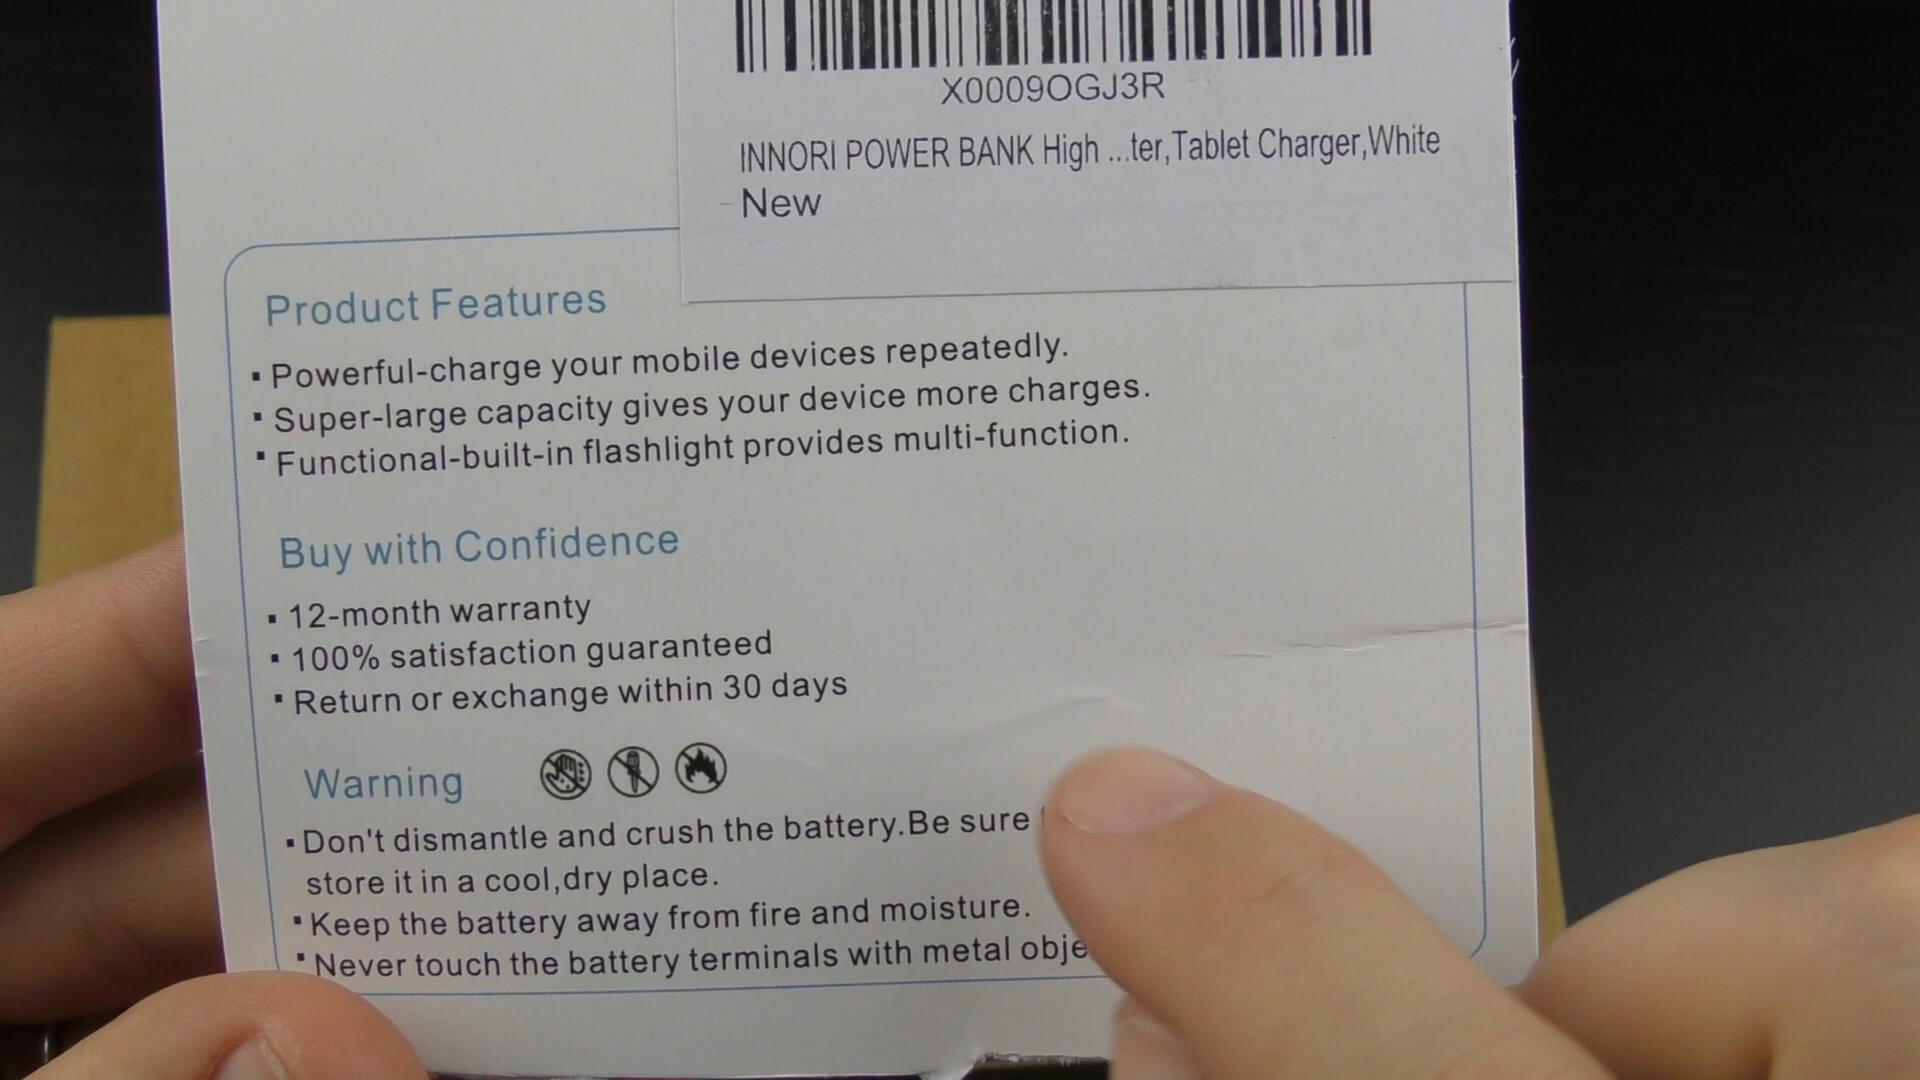 X0009OGJ3R
INNORI POWER BANK High ...ter,Tablet Charger,White
New
Product Features
▪ Powerful-charge your mobile devices repeatedly.
▪ Super-large capacity gives your device more charges.
▪ Functional-built-in flashlight provides multi-function.
Buy with Confidence
▪ 12-month warranty
▪ 100% satisfaction guaranteed
▪ Return or exchange within 30 days
Warning
▪ Don't dismantle and crush the battery.Be sure
store it in a cool,dry place.
▪ Keep the battery away from fire and moisture.
▪ Never touch the battery terminals with metal